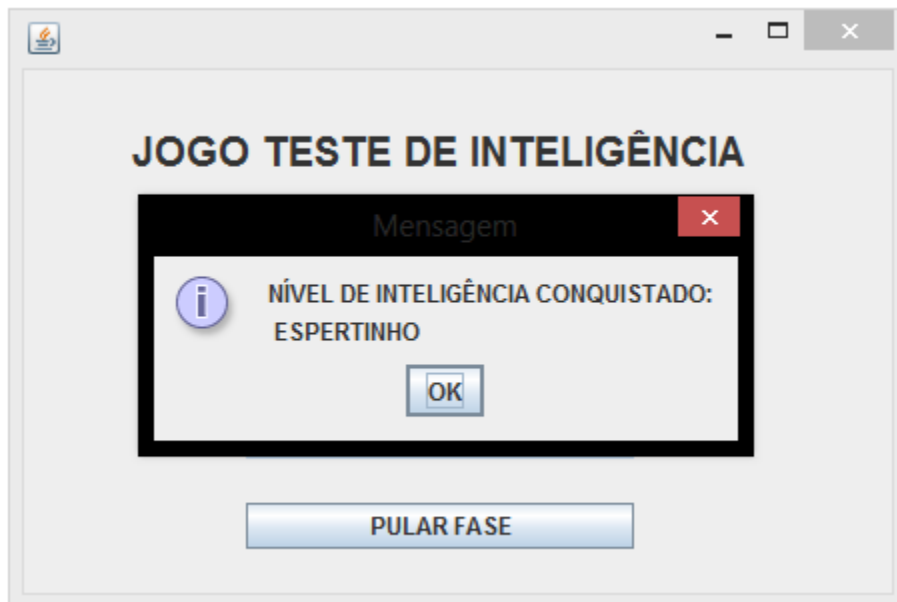 JOGO TESTE DE INTELIGÊNCIA
Mensagem
NÍVEL DE INTELIGÊNCIA CONQUISTADO:
ESPERTINHO
OK
PULAR FASE